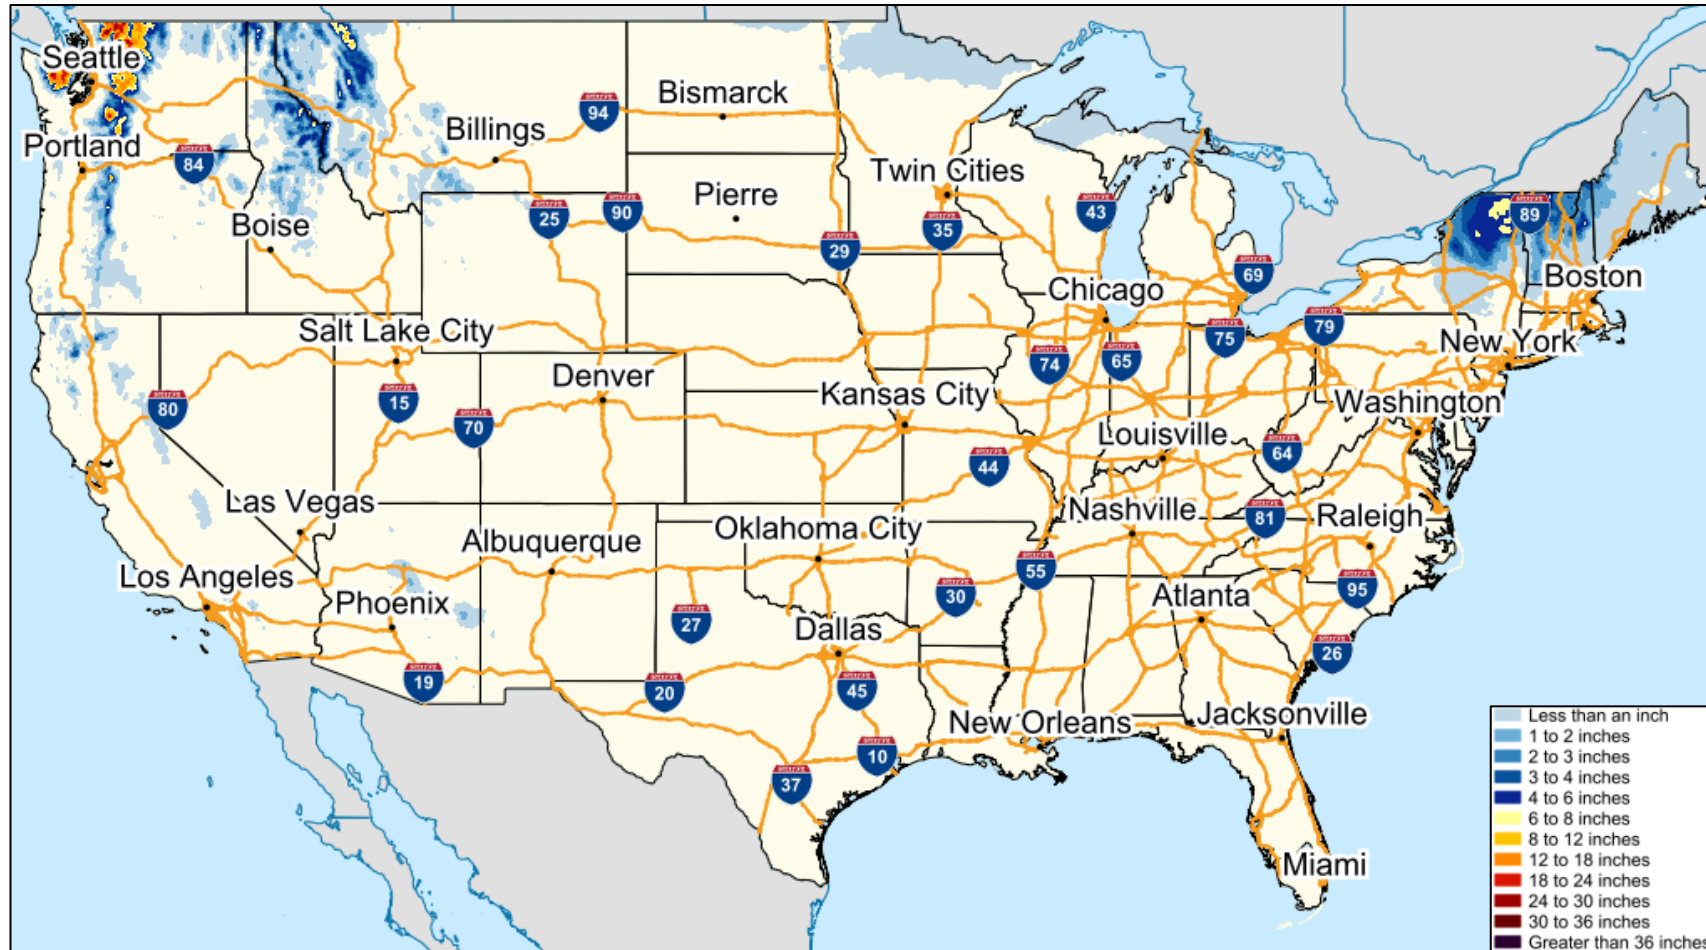 Seattle
Portland
84
Boise
Billings
94
Bismarck
Pierre
25
90
29
Twin Cities
35
43
Chicago
69
89
Boston
New York
79
75
74
65
Salt Lake City
80
15
70
Denver
Kansas City
Washington
Louisville
64
44
Las Vegas
Albuquerque
Oklahoma City
Nashville
81
Raleigh
Los Angeles
Phoenix
55
30
27
Atlanta
95
Dallas
26
19
20
45
New Orleans
Jacksonville
10
37
Miami
Less than an inch
1 to 2 inches
2 to 3 inches
3 to 4 inches
4 to 6 inches
6 to 8 inches
8 to 12 inches
12 to 18 inches
18 to 24 inches
24 to 30 inches
30 to 36 inches
Greater than 36 inches